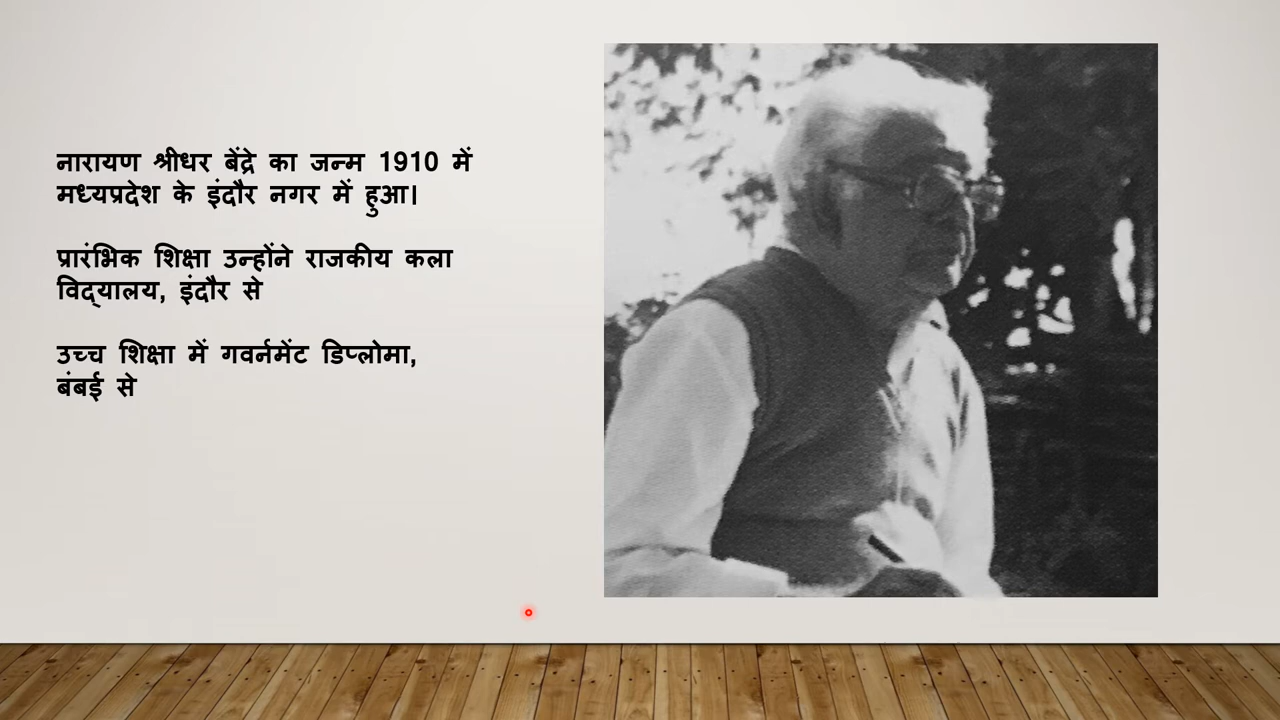 नारायण श्रीधर बेंद्रे का जन्म 1910 में
मध्यप्रदेश के इंदौर नगर में हुआ।
प्रारंभिक शिक्षा उन्होंने राजकीय कला
विद्यालय, इंदौर से
उच्च शिक्षा में गवर्नमेंट डिप्लोमा,
बंबई से